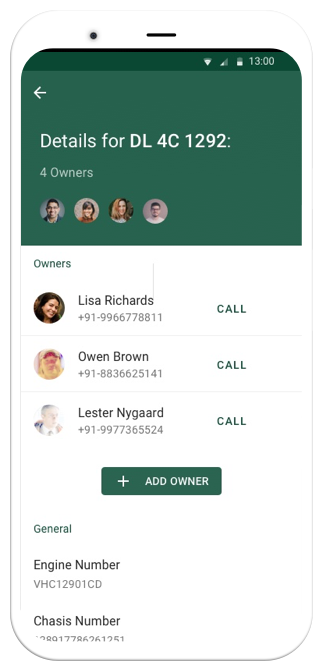 13:00
Details for DL 4C 1292:
4 Owners
Owners
Lisa Richards
+91-9966778811
CALL
Owen Brown
+91-8836625141
CALL
Lester Nygaard
+91-9977365524
CALL
ADD OWNER
General
Engine Number
VHC12901CD
Chasis Number